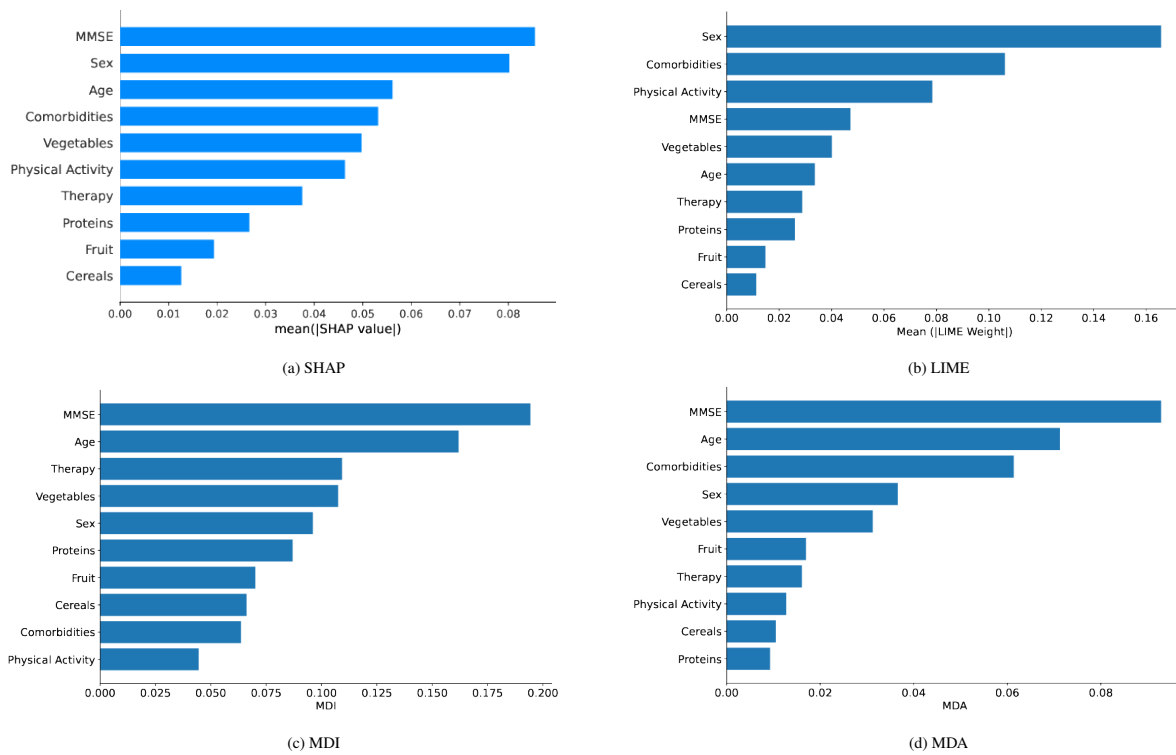 MMSE
Sex
Age
Comorbidities
Vegetables
Physical Activity
Therapy
Proteins
Fruit
Cereals
0.00 0.01 0.02 0.03 0.04 0.05 0.06 0.07 0.08
mean(|SHAP value|)
(a) SHAP
Sex
Comorbidities
Physical Activity
MMSE
Vegetables
Age
Therapy
Proteins
Fruit
Cereals
0.00 0.02 0.04 0.06 0.08 0.10 0.12 0.14 0.16
Mean (|LIME Weight|)
(b) LIME
MMSE
Age
Therapy
Vegetables
Sex
Proteins
Fruit
Cereals
Comorbidities
Physical Activity
0.000 0.025 0.050 0.075 0.100 0.125 0.150 0.175 0.200
MDI
(c) MDI
MMSE
Age
Comorbidities
Sex
Vegetables
Fruit
Therapy
Physical Activity
Cereals
Proteins
0.00 0.02 0.04 0.06 0.08
MDA
(d) MDA